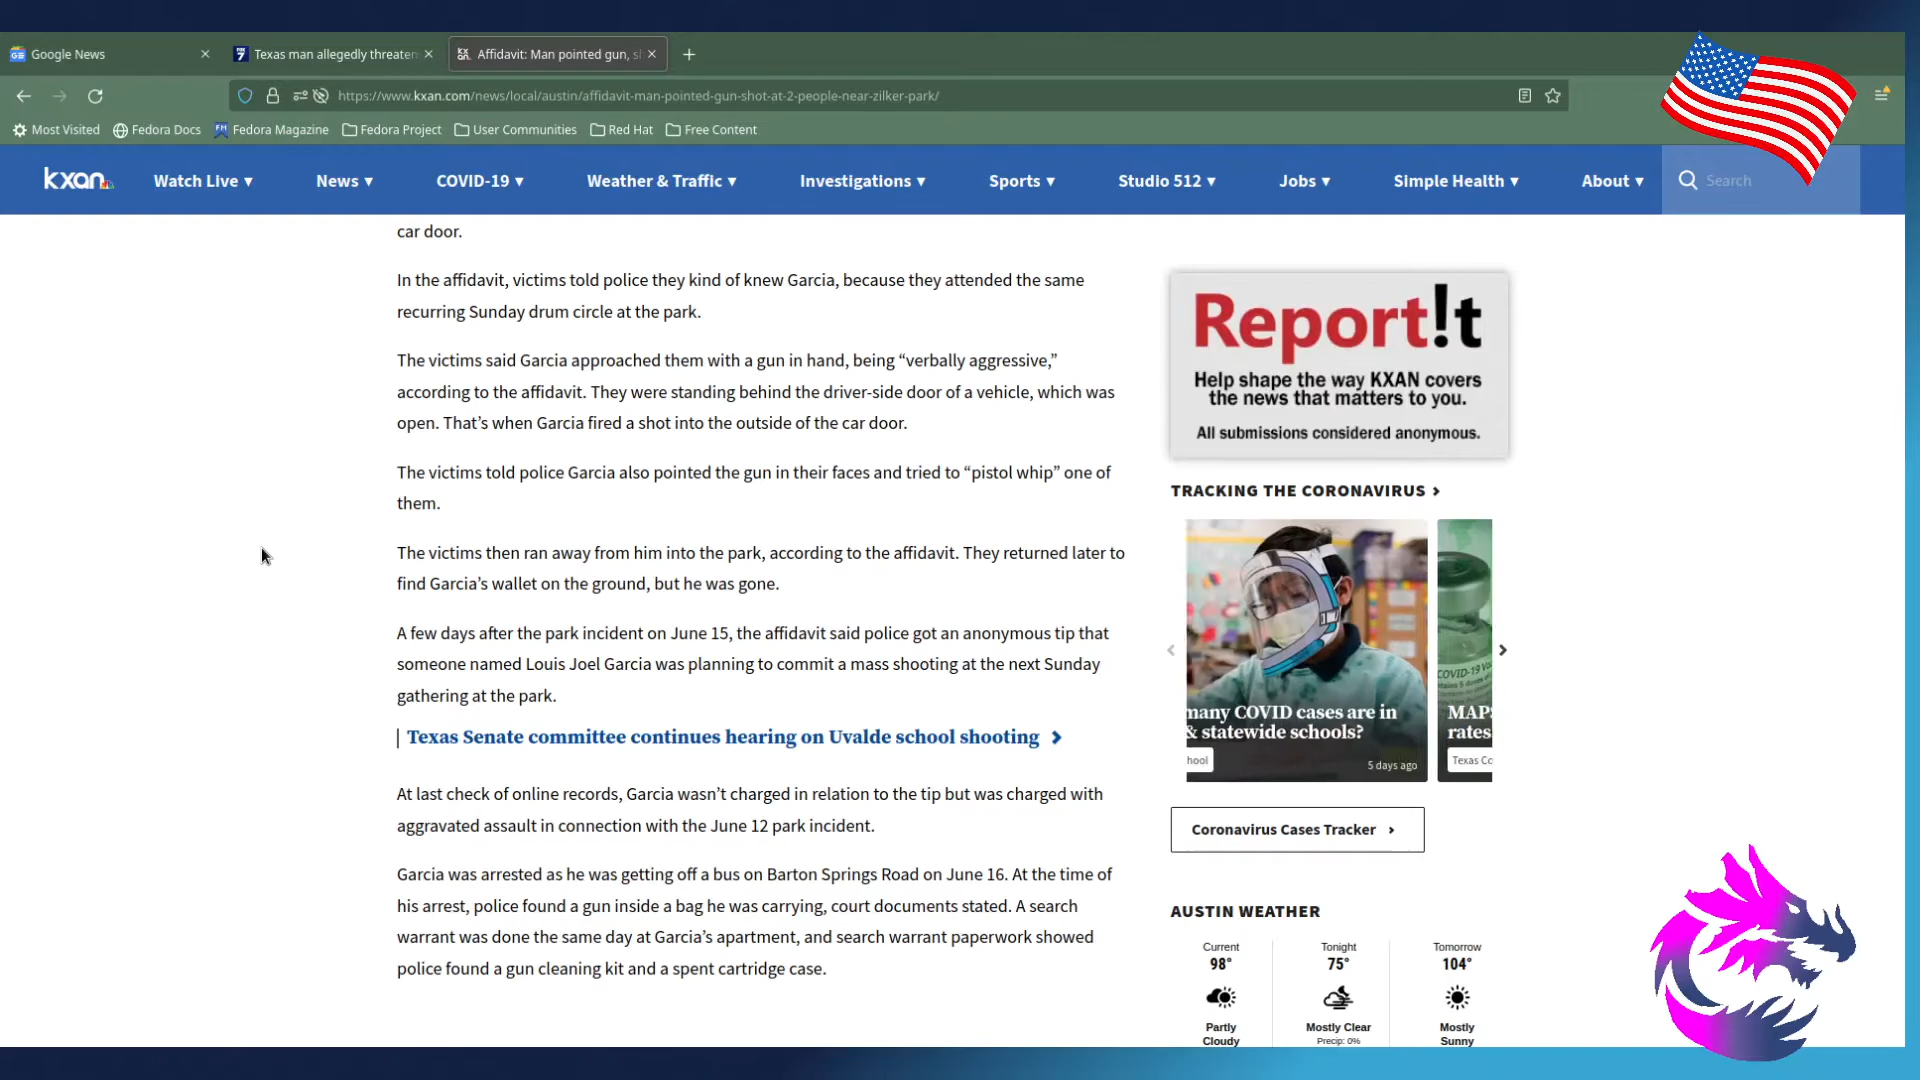 Google News
Texas man allegedly threaten
Affidavit: Man pointed gun, s
https://www.kxan.com/news/local/austin/affidavit-man-pointed-gun-shot-at-2-people-near-zilker-park/
Most Visited Fedora Docs Fedora Magazine Fedora Project User Communities Red Hat Free Content
kxan Watch Live ▾ News ▾ COVID-19 ▾ Weather & Traffic ▾ Investigations ▾ Sports ▾ Studio 512 ▾ Jobs ▾ Simple Health ▾ About ▾ Search
car door.
In the affidavit, victims told police they kind of knew Garcia, because they attended the same
recurring Sunday drum circle at the park.
The victims said Garcia approached them with a gun in hand, being “verbally aggressive,”
according to the affidavit. They were standing behind the driver-side door of a vehicle, which was
open. That’s when Garcia fired a shot into the outside of the car door.
The victims told police Garcia also pointed the gun in their faces and tried to “pistol whip” one of
them.
The victims then ran away from him into the park, according to the affidavit. They returned later to
find Garcia’s wallet on the ground, but he was gone.
A few days after the park incident on June 15, the affidavit said police got an anonymous tip that
someone named Louis Joel Garcia was planning to commit a mass shooting at the next Sunday
gathering at the park.
Texas Senate committee continues hearing on Uvalde school shooting
At last check of online records, Garcia wasn’t charged in relation to the tip but was charged with
aggravated assault in connection with the June 12 park incident.
Garcia was arrested as he was getting off a bus on Barton Springs Road on June 16. At the time of
his arrest, police found a gun inside a bag he was carrying, court documents stated. A search
warrant was done the same day at Garcia’s apartment, and search warrant paperwork showed
police found a gun cleaning kit and a spent cartridge case.
Report!t
Help shape the way KXAN covers
the news that matters to you.
All submissions considered anonymous.
TRACKING THE CORONAVIRUS
many COVID cases are in
& statewide schools?
hool
5 days ago
COVID-19 V
MAP
rates
Texas Co
Coronavirus Cases Tracker
AUSTIN WEATHER
Current Tonight Tomorrow
98° 75° 104°
Partly Mostly Clear Mostly
Cloudy Precip: 0% Sunny